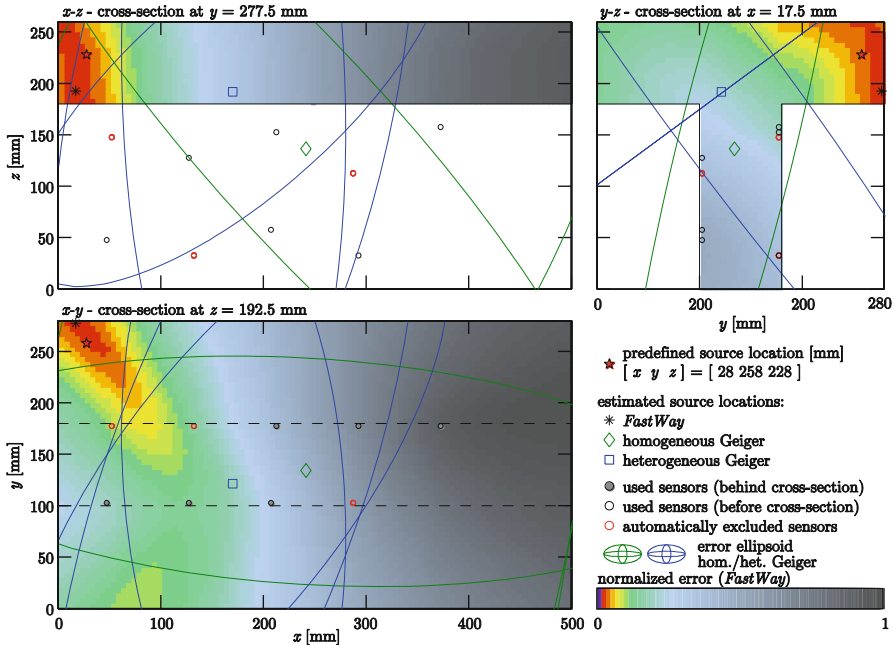 x-z - cross-section at y = 277.5 mm
y-z - cross-section at x = 17.5 mm
250
200
150
100
50
0
z [mm]
0
200
200
280
y [mm]
x-y - cross-section at z = 192.5 mm
250
200
150
100
50
0
y [mm]
0
100
200
300
400
500
x [mm]
predefined source location [mm]
[ x y z ] = [ 28 258 228 ]
estimated source locations:
FastWay
homogeneous Geiger
heterogeneous Geiger
used sensors (behind cross-section)
used sensors (before cross-section)
automatically excluded sensors
error ellipsoid
hom./het. Geiger
normalized error (FastWay)
0
1